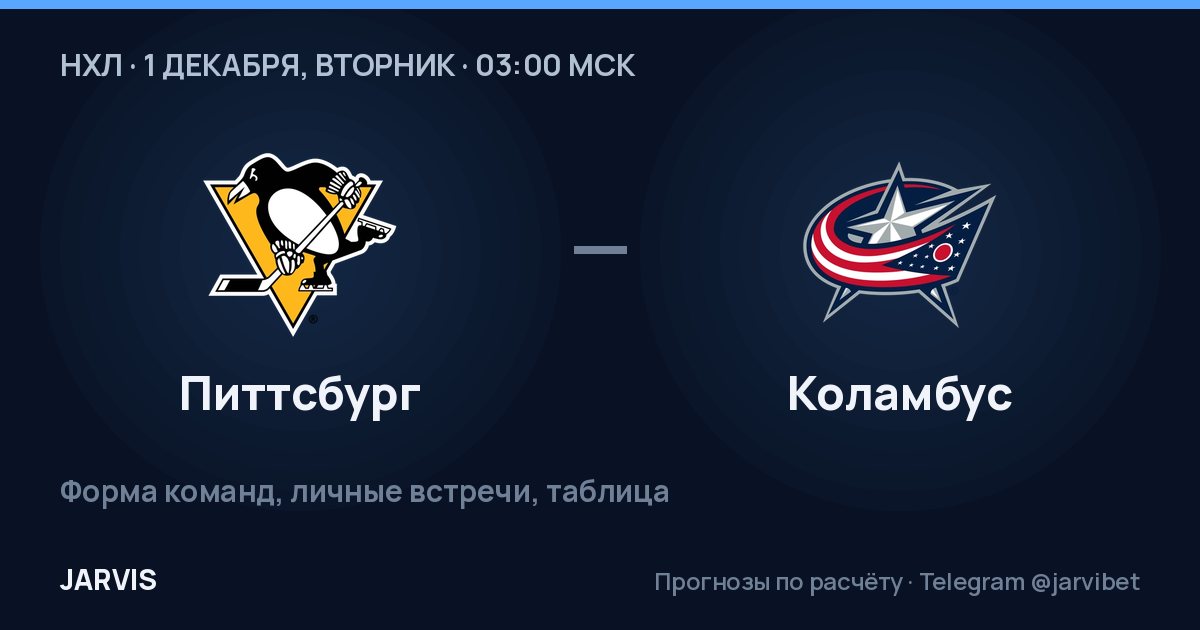 НХЛ · 1 ДЕКАБРЯ, ВТОРНИК · 03:00 МСК
—
Питтсбург
Коламбус
Форма команд, личные встречи, таблица
JARVIS
Прогнозы по расчёту · Telegram @jarvibet